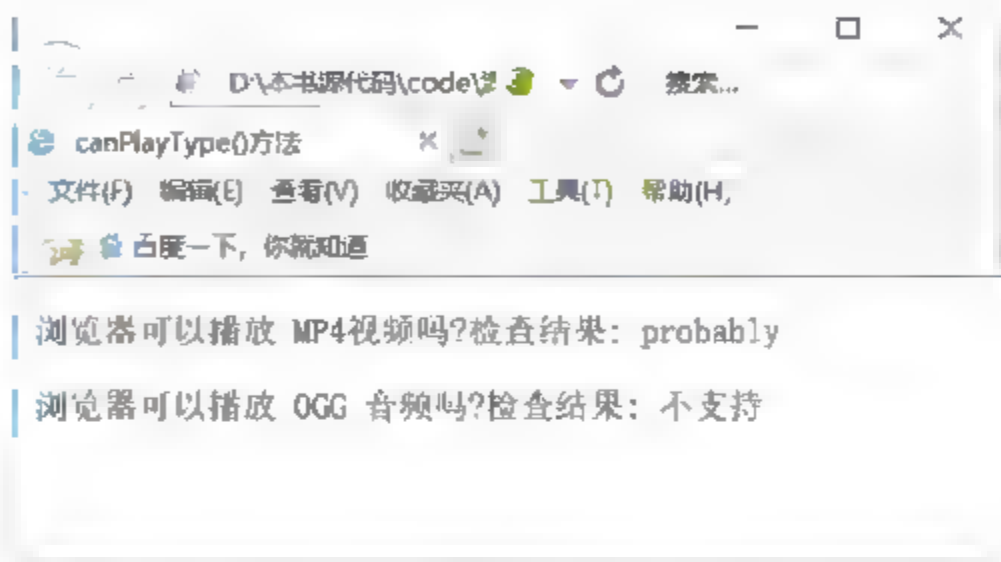 D:\本书源代码\code\ 搜索...
canPlayType()方法
文件(F) 编辑(E) 查看(V) 收藏夹(A) 工具(T) 帮助(H)
百度一下，你就知道
浏览器可以播放 MP4视频吗?检查结果: probably
浏览器可以播放 OGG 音频吗?检查结果: 不支持